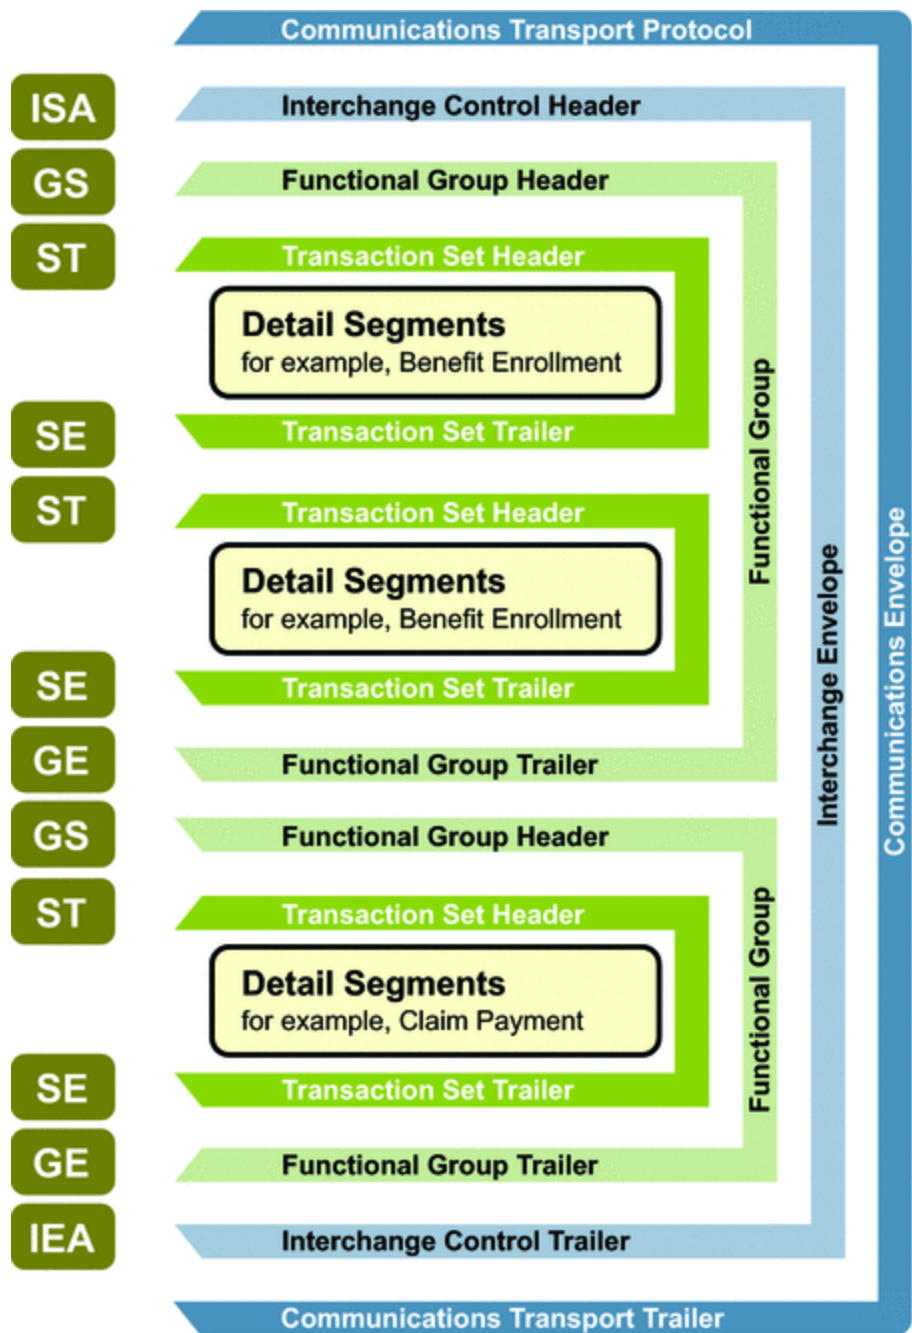 Communications Transport Protocol
ISA
Interchange Control Header
GS
Functional Group Header
ST
Transaction Set Header
Detail Segments
for example, Benefit Enrollment
SE
Transaction Set Trailer
ST
Transaction Set Header
Detail Segments
for example, Benefit Enrollment
SE
Transaction Set Trailer
GE
Functional Group Trailer
Functional Group
GS
Functional Group Header
ST
Transaction Set Header
Detail Segments
for example, Claim Payment
SE
Transaction Set Trailer
GE
Functional Group Trailer
Functional Group
IEA
Interchange Control Trailer
Interchange Envelope
Communications Transport Trailer
Communications Envelope